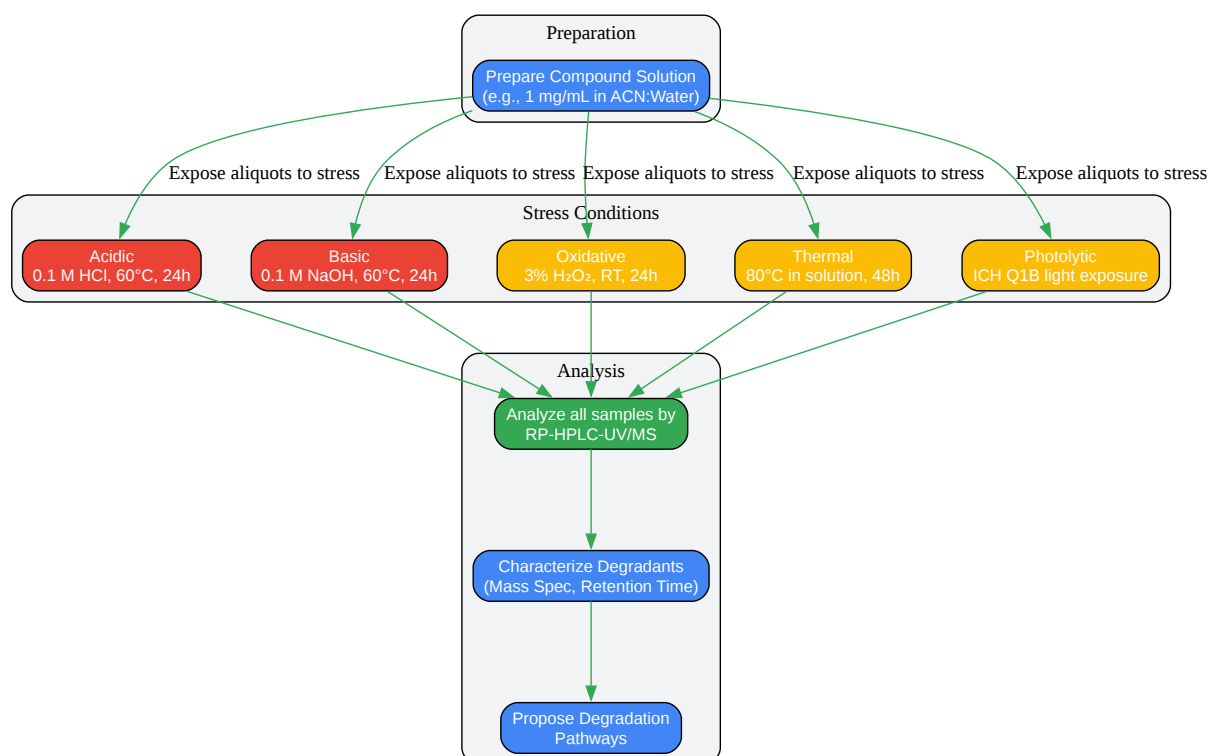 Preparation
Prepare Compound Solution
(e.g., 1 mg/mL in ACN:Water)
Expose aliquots to stress
Expose aliquots to stress
Expose aliquots to stress
Expose aliquots to stress
Expose aliquots to stress
Stress Conditions
Acidic
0.1 M HCl, 60°C, 24h
Basic
0.1 M NaOH, 60°C, 24h
Oxidative
3% H₂O₂, RT, 24h
Thermal
80°C in solution, 48h
Photolytic
ICH Q1B light exposure
Analysis
Analyze all samples by
RP-HPLC-UV/MS
Characterize Degradants
(Mass Spec, Retention Time)
Propose Degradation
Pathways